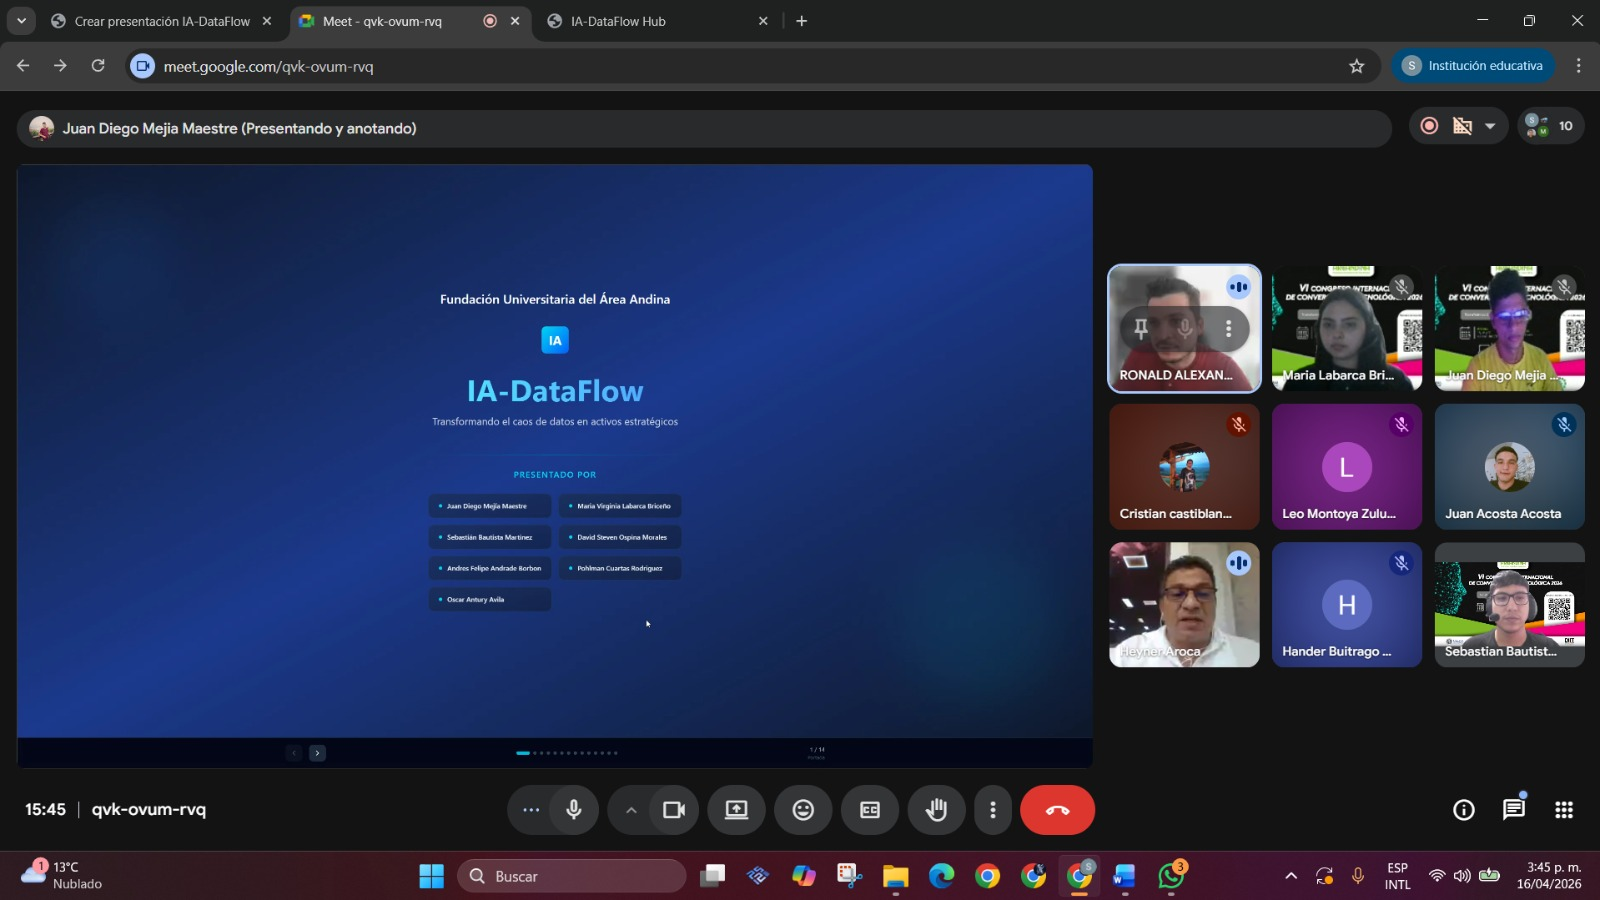 Crear presentación IA-DataFlow
Meet - qvk-ovum-rvq
IA-DataFlow Hub
meet.google.com/qvk-ovum-rvq
S
Institución educativa
Juan Diego Mejia Maestre (Presentando y anotando)
10
Fundación Universitaria del Área Andina
IA
IA-DataFlow
Transformando el caos de datos en activos estratégicos
PRESENTADO POR
Juan Diego Mejía Maestre
Maria Virginia Labarca Briceño
Sebastián Bautista Martinez
David Steven Ospina Morales
Andres Felipe Andrade Borbon
Pohlman Cuartas Rodriguez
Oscar Antury Avila
1 / 14
RONALD ALEXAN...
Maria Labarca Bri...
Juan Diego Mejia ...
Cristian castiblan...
L
Leo Montoya Zulu...
Juan Acosta Acosta
Heyner Aroca
H
Hander Buitrago ...
Sebastian Bautist...
15:45
qvk-ovum-rvq
1
13°C
Nublado
Buscar
3
ESP
INTL
3:45 p. m.
16/04/2026